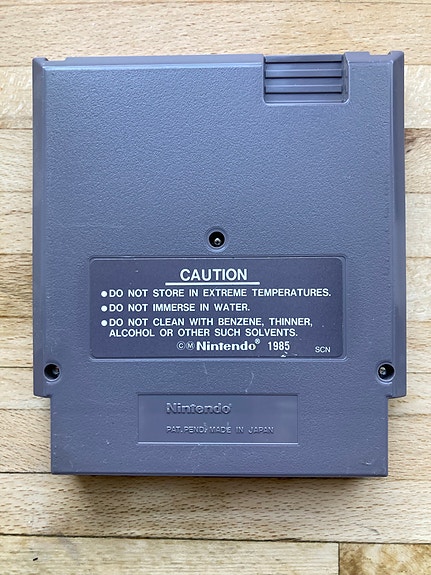 CAUTION
●DO NOT STORE IN EXTREME TEMPERATURES.
●DO NOT IMMERSE IN WATER.
●DO NOT CLEAN WITH BENZENE, THINNER,
ALCOHOL OR OTHER SUCH SOLVENTS.
©Ⓜ Nintendo® 1985 SCN
Nintendo®
PAT. PEND. MADE IN JAPAN